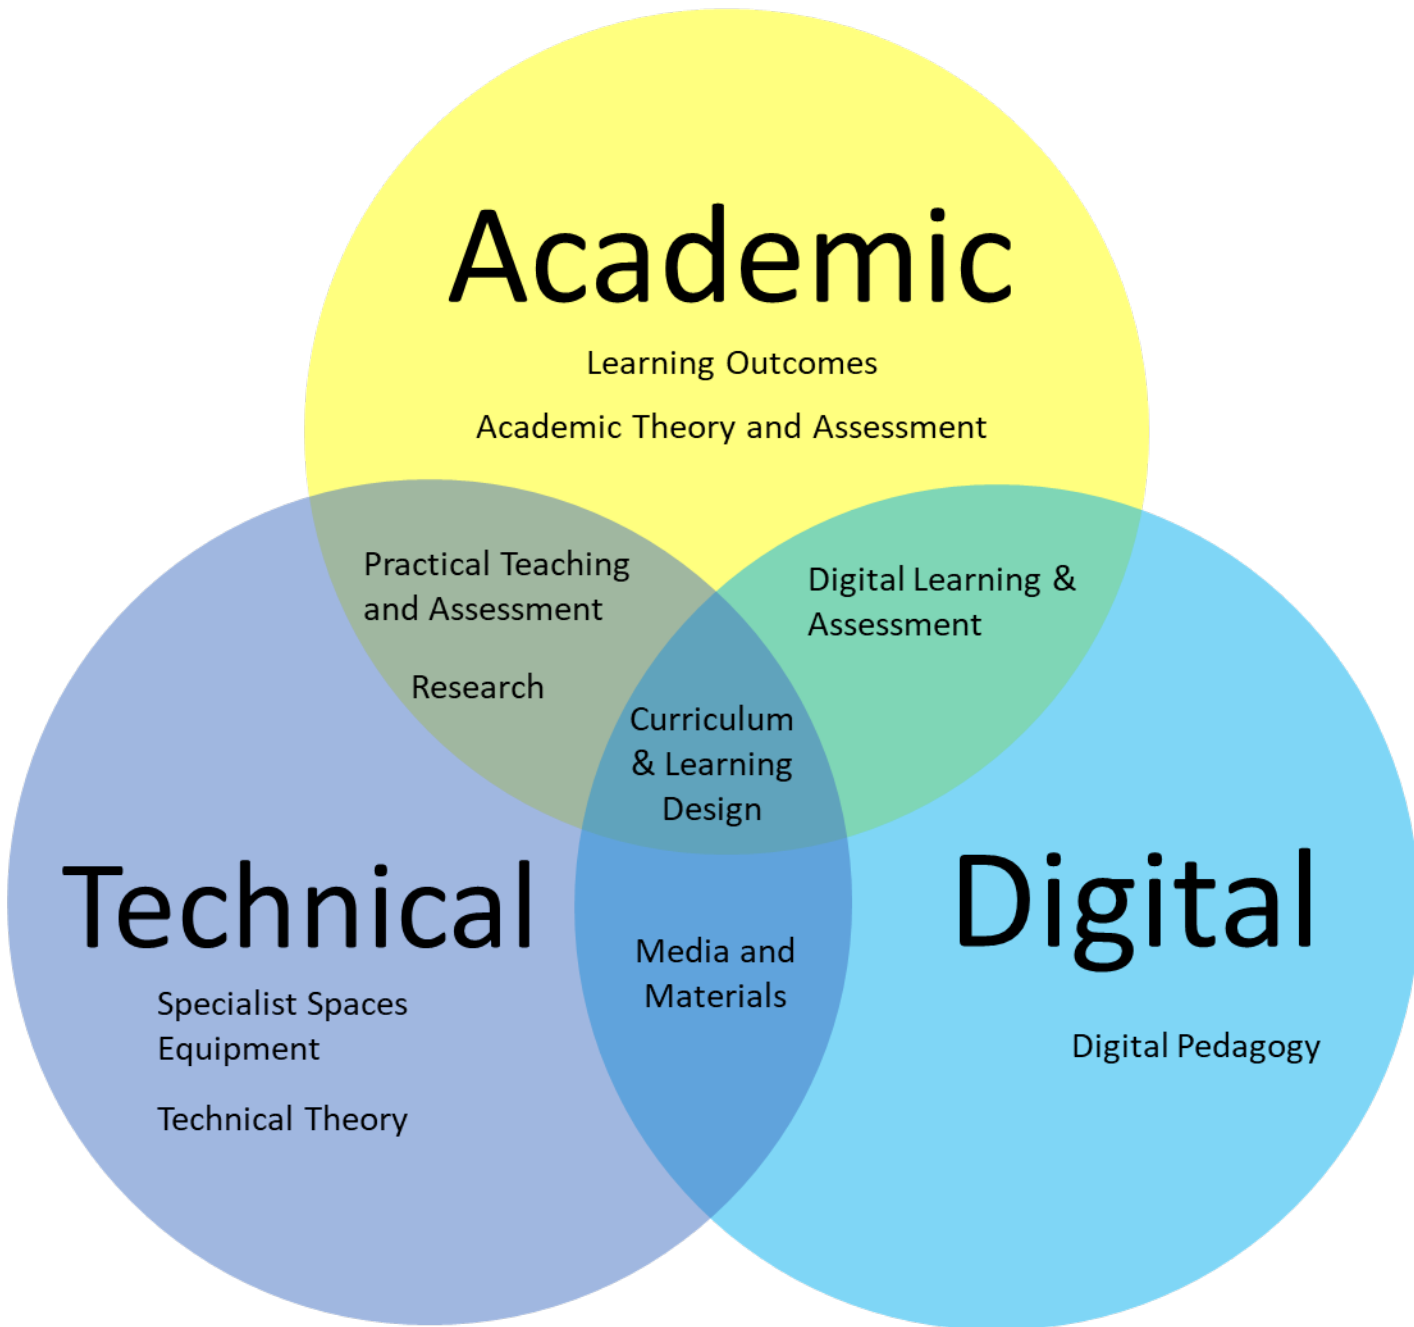 Academic
Learning Outcomes
Academic Theory and Assessment
Practical Teaching
and Assessment
Research
Digital Learning &
Assessment
Curriculum
& Learning
Design
Technical
Specialist Spaces
Equipment
Technical Theory
Media and
Materials
Digital
Digital Pedagogy